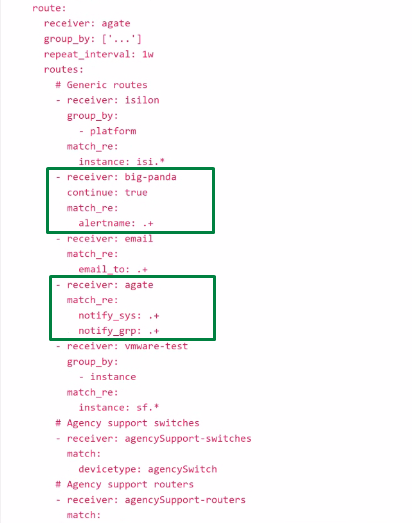 route:
receiver: agate
group_by: ['...']
repeat_interval: 1w
routes:
# Generic routes
- receiver: isilon
group_by:
- platform
match_re:
instance: isi.*
- receiver: big-panda
continue: true
match_re:
alertname: .+
- receiver: email
match_re:
email_to: .+
- receiver: agate
match_re:
notify_sys: .+
notify_grp: .+
- receiver: vmware-test
group_by:
- instance
match_re:
instance: sf.*
# Agency support switches
- receiver: agencySupport-switches
match:
devicetype: agencySwitch
# Agency support routers
- receiver: agencySupport-routers
match: